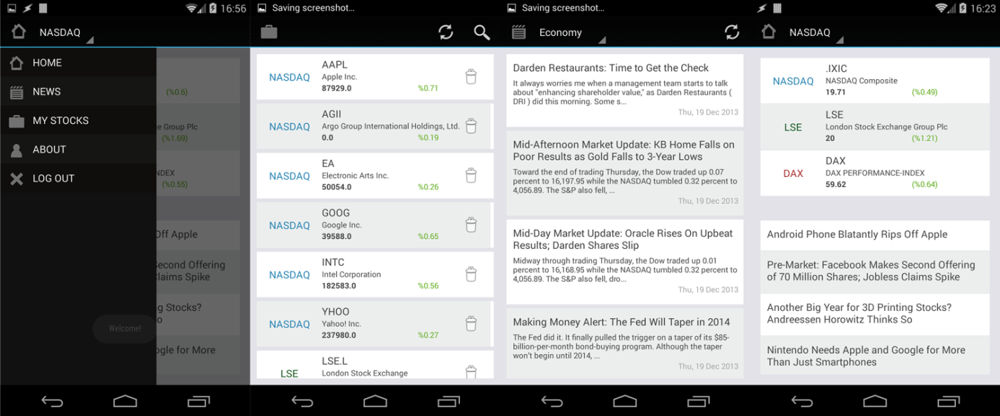 16:56
NASDAQ
HOME
NEWS
MY STOCKS
ABOUT
LOG OUT
(%0.6)
e Group Plc
(%1.69)
NDEX
(%0.55)
Off Apple
Second Offering
Claims Spike
g Stocks?
o
ogle for More
Welcome!
Saving screenshot...
NASDAQ
AAPL
Apple Inc.
87929.0
%0.71
NASDAQ
AGII
Argo Group International Holdings, Ltd.
0.0
%0.19
NASDAQ
EA
Electronic Arts Inc.
50054.0
%0.26
NASDAQ
GOOG
Google Inc.
39588.0
%0.65
NASDAQ
INTC
Intel Corporation
182583.0
%0.56
NASDAQ
YHOO
Yahoo! Inc.
237980.0
%0.27
LSE
LSE.L
London Stock Exchange
Saving screenshot...
Economy
Darden Restaurants: Time to Get the Check
It always worries me when a management team starts to talk
about "enhancing shareholder value," as Darden Restaurants (
DRI ) did this morning. Some s...
Thu, 19 Dec 2013
Mid-Afternoon Market Update: KB Home Falls on
Poor Results as Gold Falls to 3-Year Lows
Toward the end of trading Thursday, the Dow traded up 0.07
percent to 16,197.95 while the NASDAQ tumbled 0.32 percent to
4,056.89. The S&P also fell, ...
Thu, 19 Dec 2013
Mid-Day Market Update: Oracle Rises On Upbeat
Results; Darden Shares Slip
Midway through trading Thursday, the Dow traded up 0.01
percent to 16,168.95 while the NASDAQ tumbled 0.32 percent to
4,056.89. The S&P also fell, dro...
Thu, 19 Dec 2013
Making Money Alert: The Fed Will Taper in 2014
The Fed did it. It finally pulled the trigger on a taper of its $85-
billion-per-month bond-buying program. Although the taper
won't begin until 2014, ...
Thu, 19 Dec 2013
16:23
NASDAQ
NASDAQ
.IXIC
NASDAQ Composite
19.71
(%0.49)
LSE
LSE
London Stock Exchange Group Plc
20
(%1.21)
DAX
DAX
DAX PERFORMANCE-INDEX
59.62
(%0.64)
Android Phone Blatantly Rips Off Apple
Pre-Market: Facebook Makes Second Offering
of 70 Million Shares; Jobless Claims Spike
Another Big Year for 3D Printing Stocks?
Andreessen Horowitz Thinks So
Nintendo Needs Apple and Google for More
Than Just Smartphones